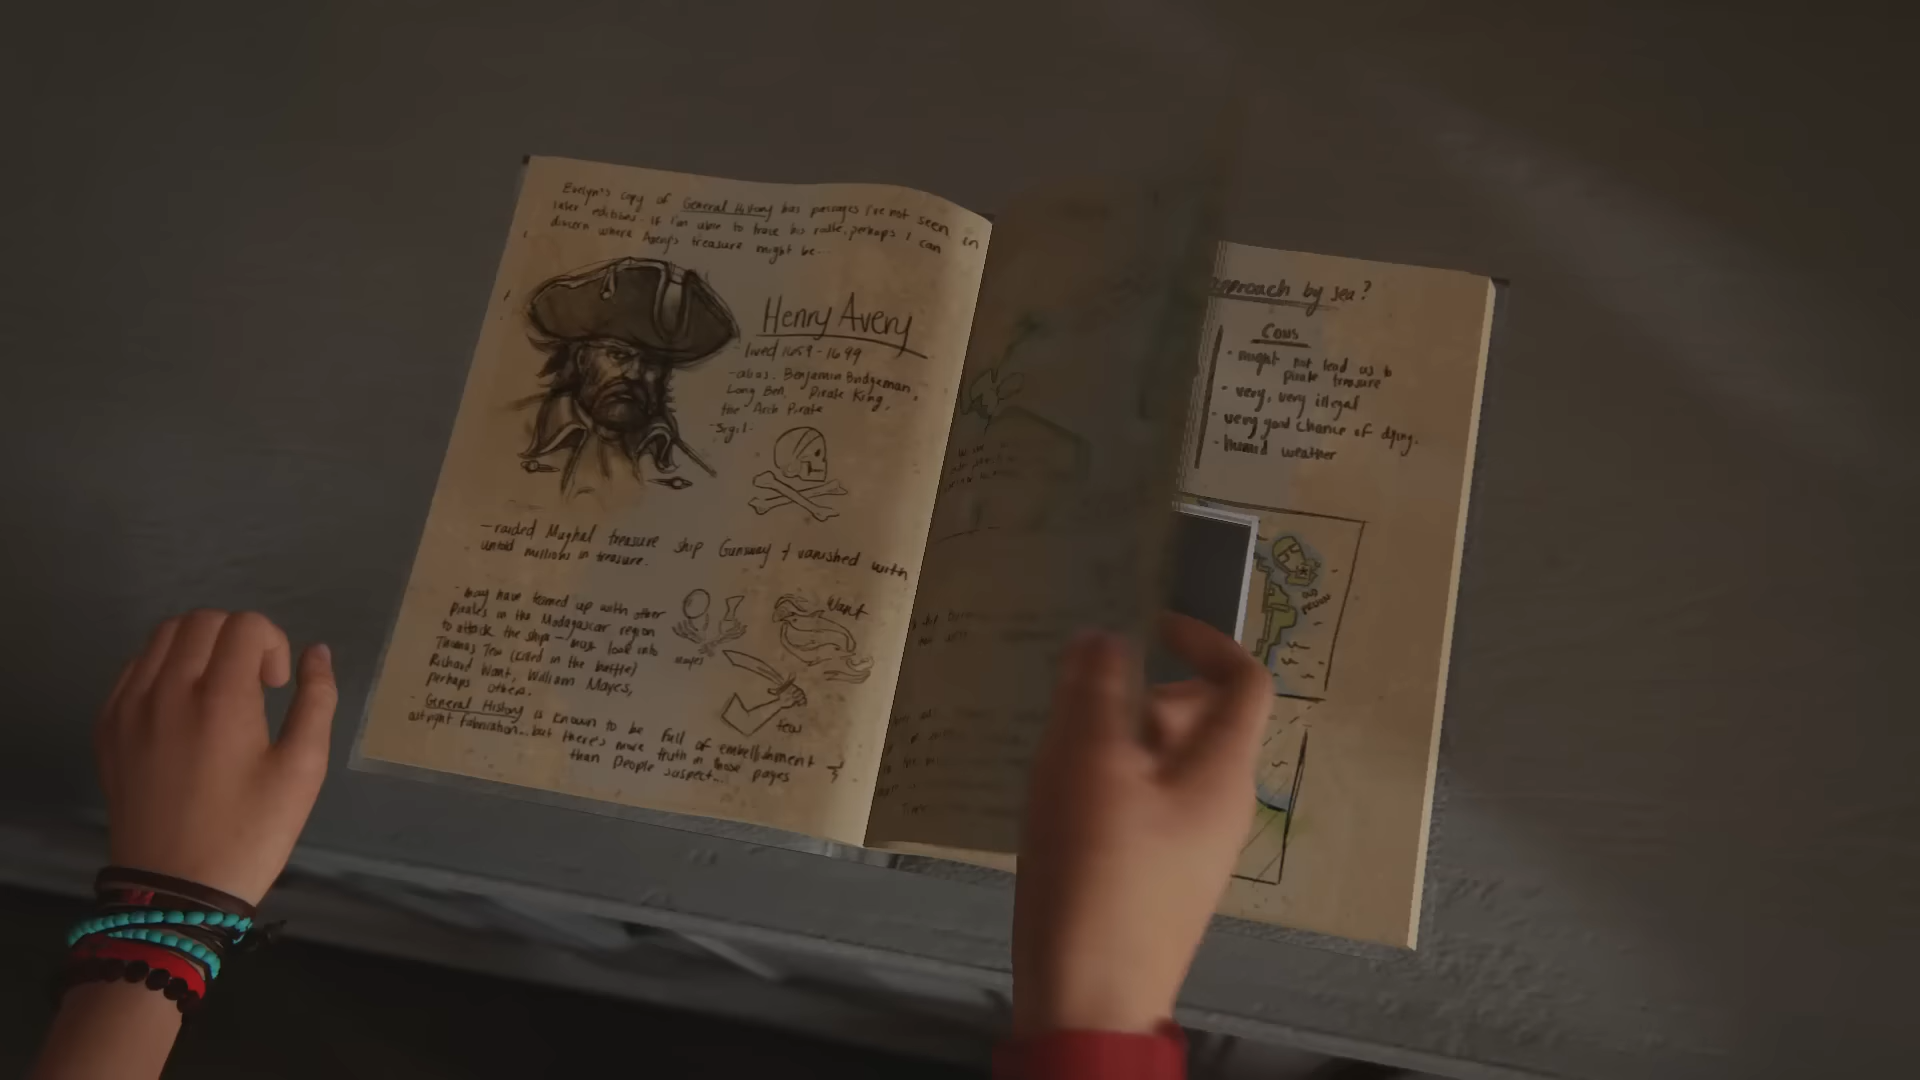 Evelyn's copy of General History has passages I've not seen in
later editions. If I'm able to trace his route, perhaps I can
discern where Avery's treasure might be...
Henry Avery
- lived 1659-1699
- alias. Benjamin Bridgeman,
Long Ben, Pirate King,
the Arch Pirate
- Sigil -
- raided Mughal treasure ship Gunsway + vanished with
untold millions in treasure.
- may have teamed up with other
pirates in the Madagascar region
to attack the ship - must look into
Thomas Tew (killed in the battle)
Richard Want, William Mayes,
perhaps others.
Want
Mayes
Tew
- General History is known to be full of embellishment &
outright fabrication... but there's more truth in those pages
than people suspect...
approach by sea?
Cons
- might not lead us to
pirate treasure
- very, very illegal
- very good chance of dying.
- humid weather